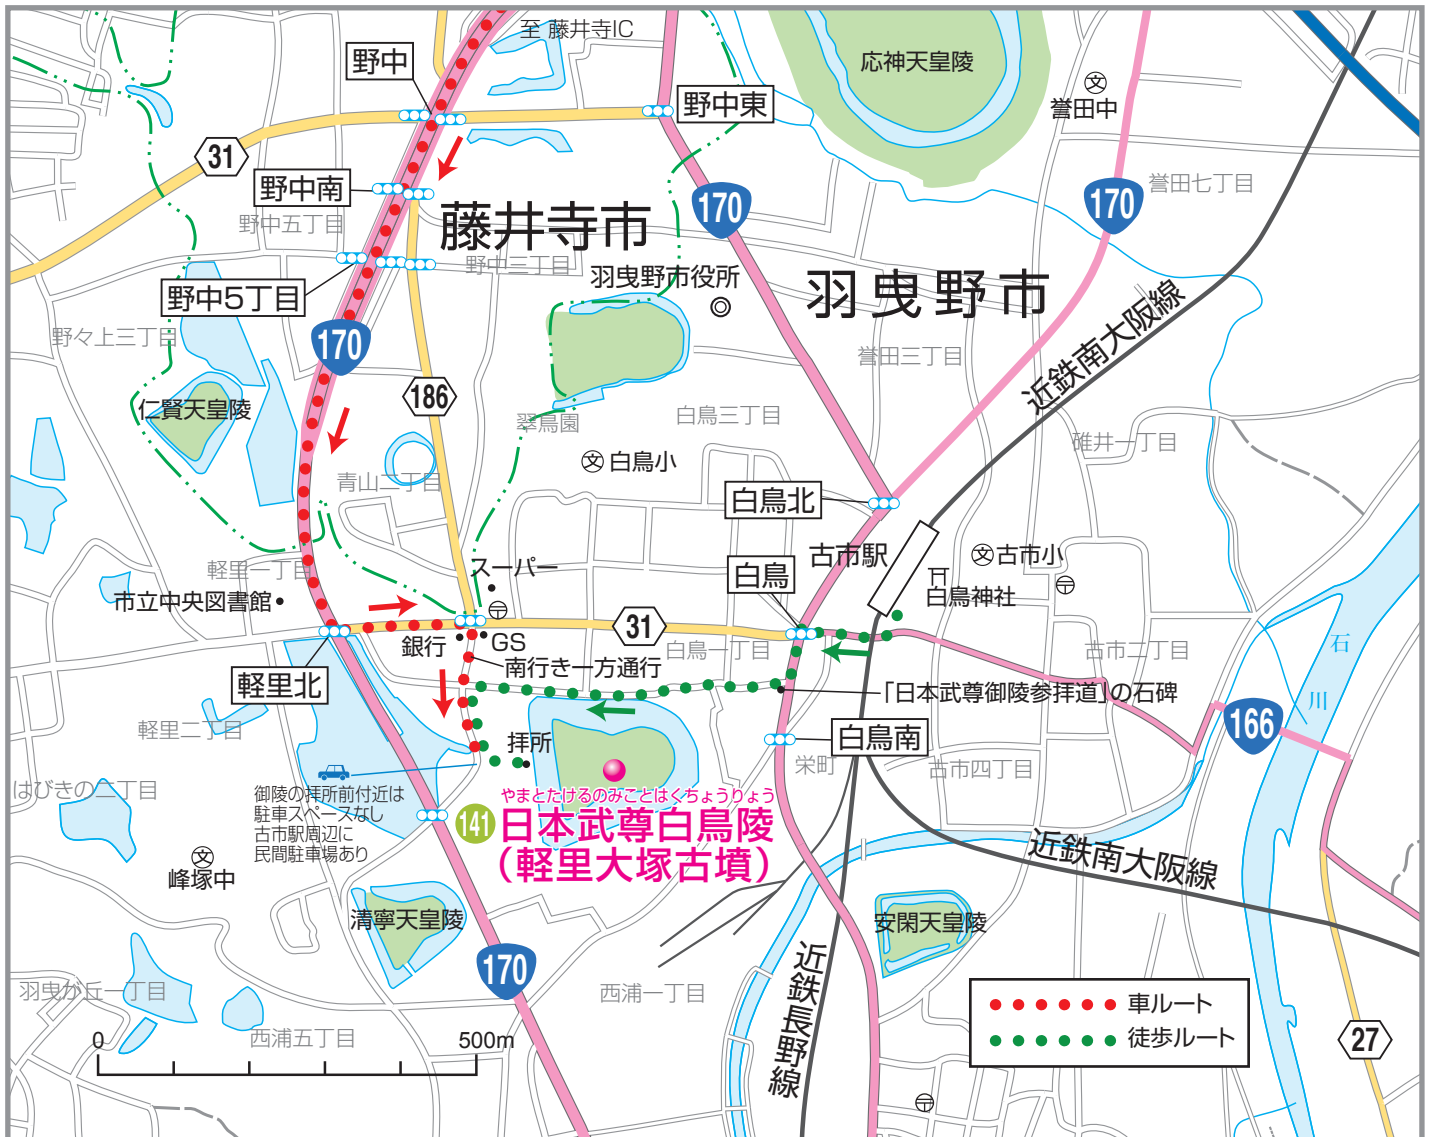 至 藤井寺IC
野中
応神天皇陵
文
誉田中
野中東
31
野中南
170
170
誉田七丁目
野中五丁目
藤井寺市
野中三丁目
羽曳野市役所
羽曳野市
野中5丁目
近鉄南大阪線
野々上三丁目
170
誉田三丁目
186
仁賢天皇陵
翠鳥園
白鳥三丁目
碓井一丁目
文 白鳥小
青山二丁目
白鳥北
古市駅
文 古市小
スーパー
白鳥
軽里一丁目
市立中央図書館
〒
〒
白鳥神社
31
銀行
GS
白鳥一丁目
古市二丁目
石川
南行き一方通行
軽里北
「日本武尊御陵参拝道」の石碑
軽里二丁目
拝所
白鳥南
166
栄町
古市四丁目
はびきの二丁目
御陵の拝所前付近は
駐車スペースなし
古市駅周辺に
民間駐車場あり
やまとたけるのみことはくちょうりょう
141 日本武尊白鳥陵
(軽里大塚古墳)
近鉄南大阪線
文
峰塚中
清寧天皇陵
安閑天皇陵
170
近鉄長野線
羽曳が丘一丁目
西浦一丁目
車ルート
徒歩ルート
西浦五丁目
0
500m
27
〒